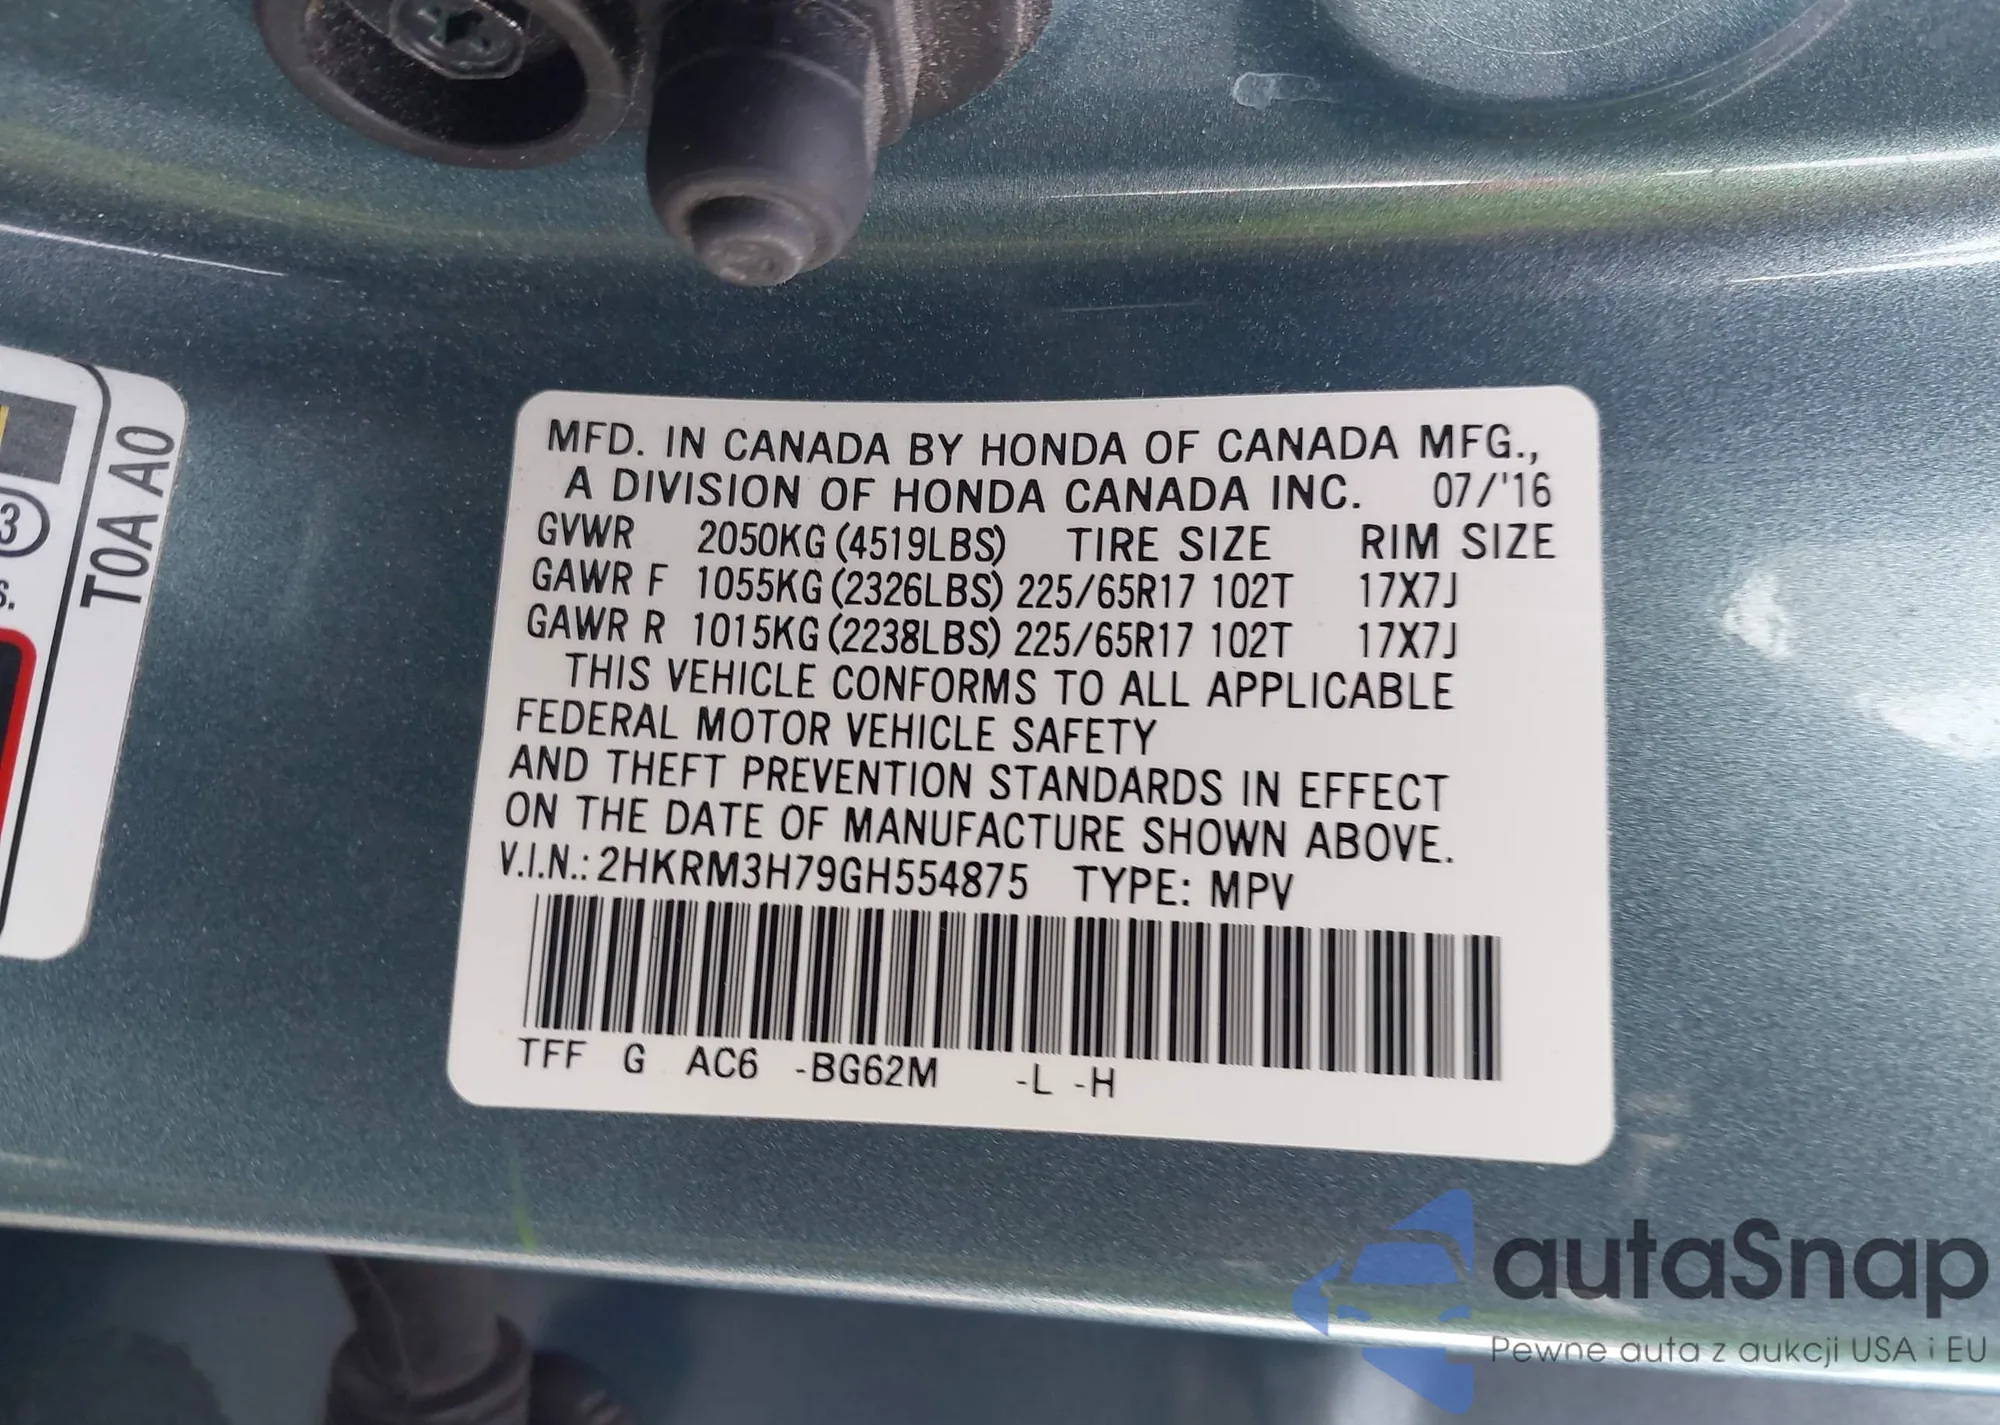 MFD. IN CANADA BY HONDA OF CANADA MFG.,
A DIVISION OF HONDA CANADA INC. 07/'16
GVWR 2050KG (4519LBS) TIRE SIZE RIM SIZE
GAWR F 1055KG (2326LBS) 225/65R17 102T 17X7J
GAWR R 1015KG (2238LBS) 225/65R17 102T 17X7J
THIS VEHICLE CONFORMS TO ALL APPLICABLE
FEDERAL MOTOR VEHICLE SAFETY
AND THEFT PREVENTION STANDARDS IN EFFECT
ON THE DATE OF MANUFACTURE SHOWN ABOVE.
V.I.N.: 2HKRM3H79GH554875 TYPE: MPV
TFF G AC6 -BG62M -L -H
T0A A0
3
s.
autaSnap
Pewne auta z aukcji USA i EU